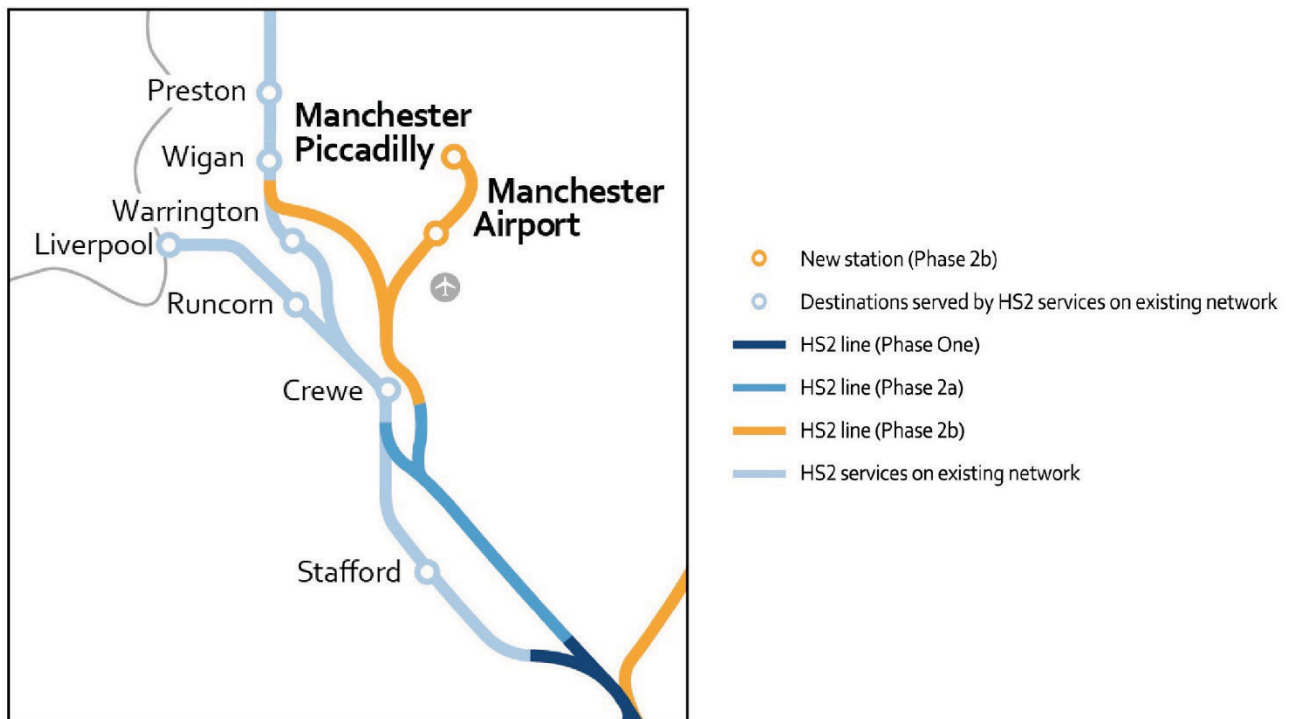 Preston
Manchester
Piccadilly
Wigan
Manchester
Airport
Warrington
Liverpool
Runcorn
Crewe
Stafford
New station (Phase 2b)
Destinations served by HS2 services on existing network
HS2 line (Phase One)
HS2 line (Phase 2a)
HS2 line (Phase 2b)
HS2 services on existing network